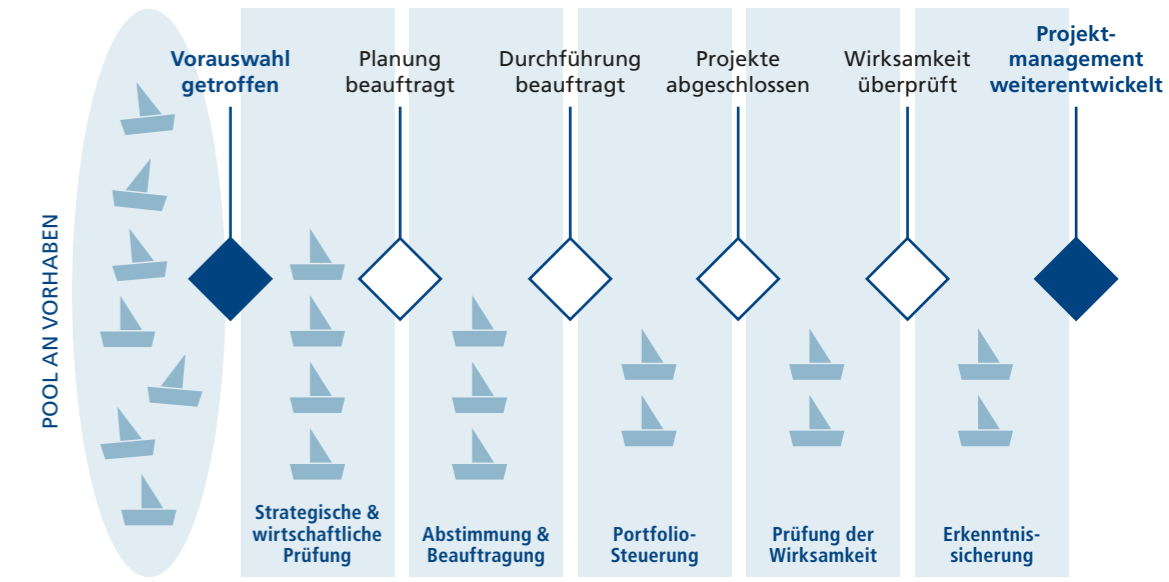 POOL AN VORHABEN
Vorauswahl
getroffen
Planung
beauftragt
Durchführung
beauftragt
Projekte
abgeschlossen
Wirksamkeit
überprüft
Projekt-
management
weiterentwickelt
Strategische &
wirtschaftliche
Prüfung
Abstimmung &
Beauftragung
Portfolio-
Steuerung
Prüfung der
Wirksamkeit
Erkenntnis-
sicherung